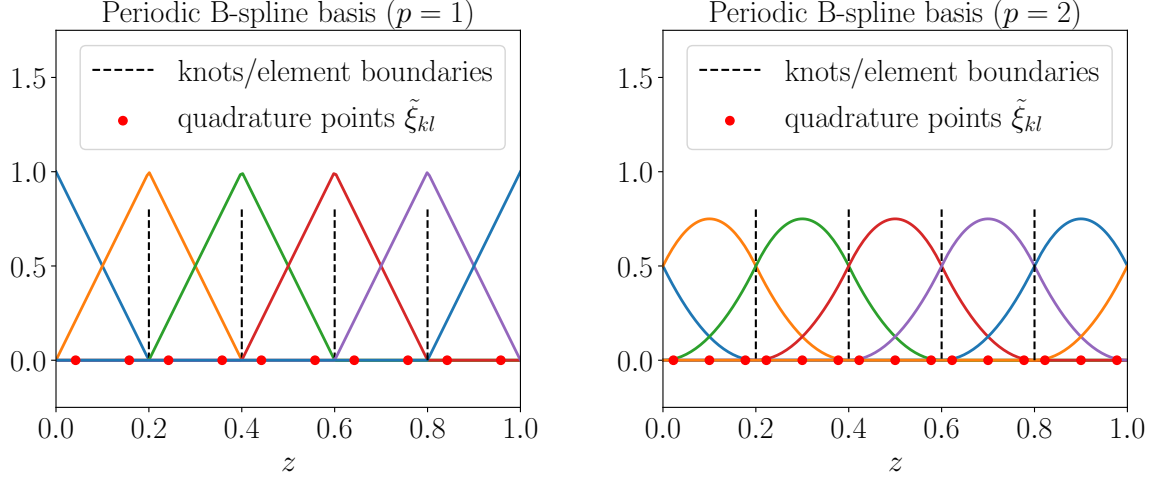 Periodic B-spline basis (p = 1)
1.5
1.0
0.5
0.0
knots/element boundaries
quadrature points ξ̃kl
0.0 0.2 0.4 0.6 0.8 1.0
z
Periodic B-spline basis (p = 2)
1.5
1.0
0.5
0.0
knots/element boundaries
quadrature points ξ̃kl
0.0 0.2 0.4 0.6 0.8 1.0
z